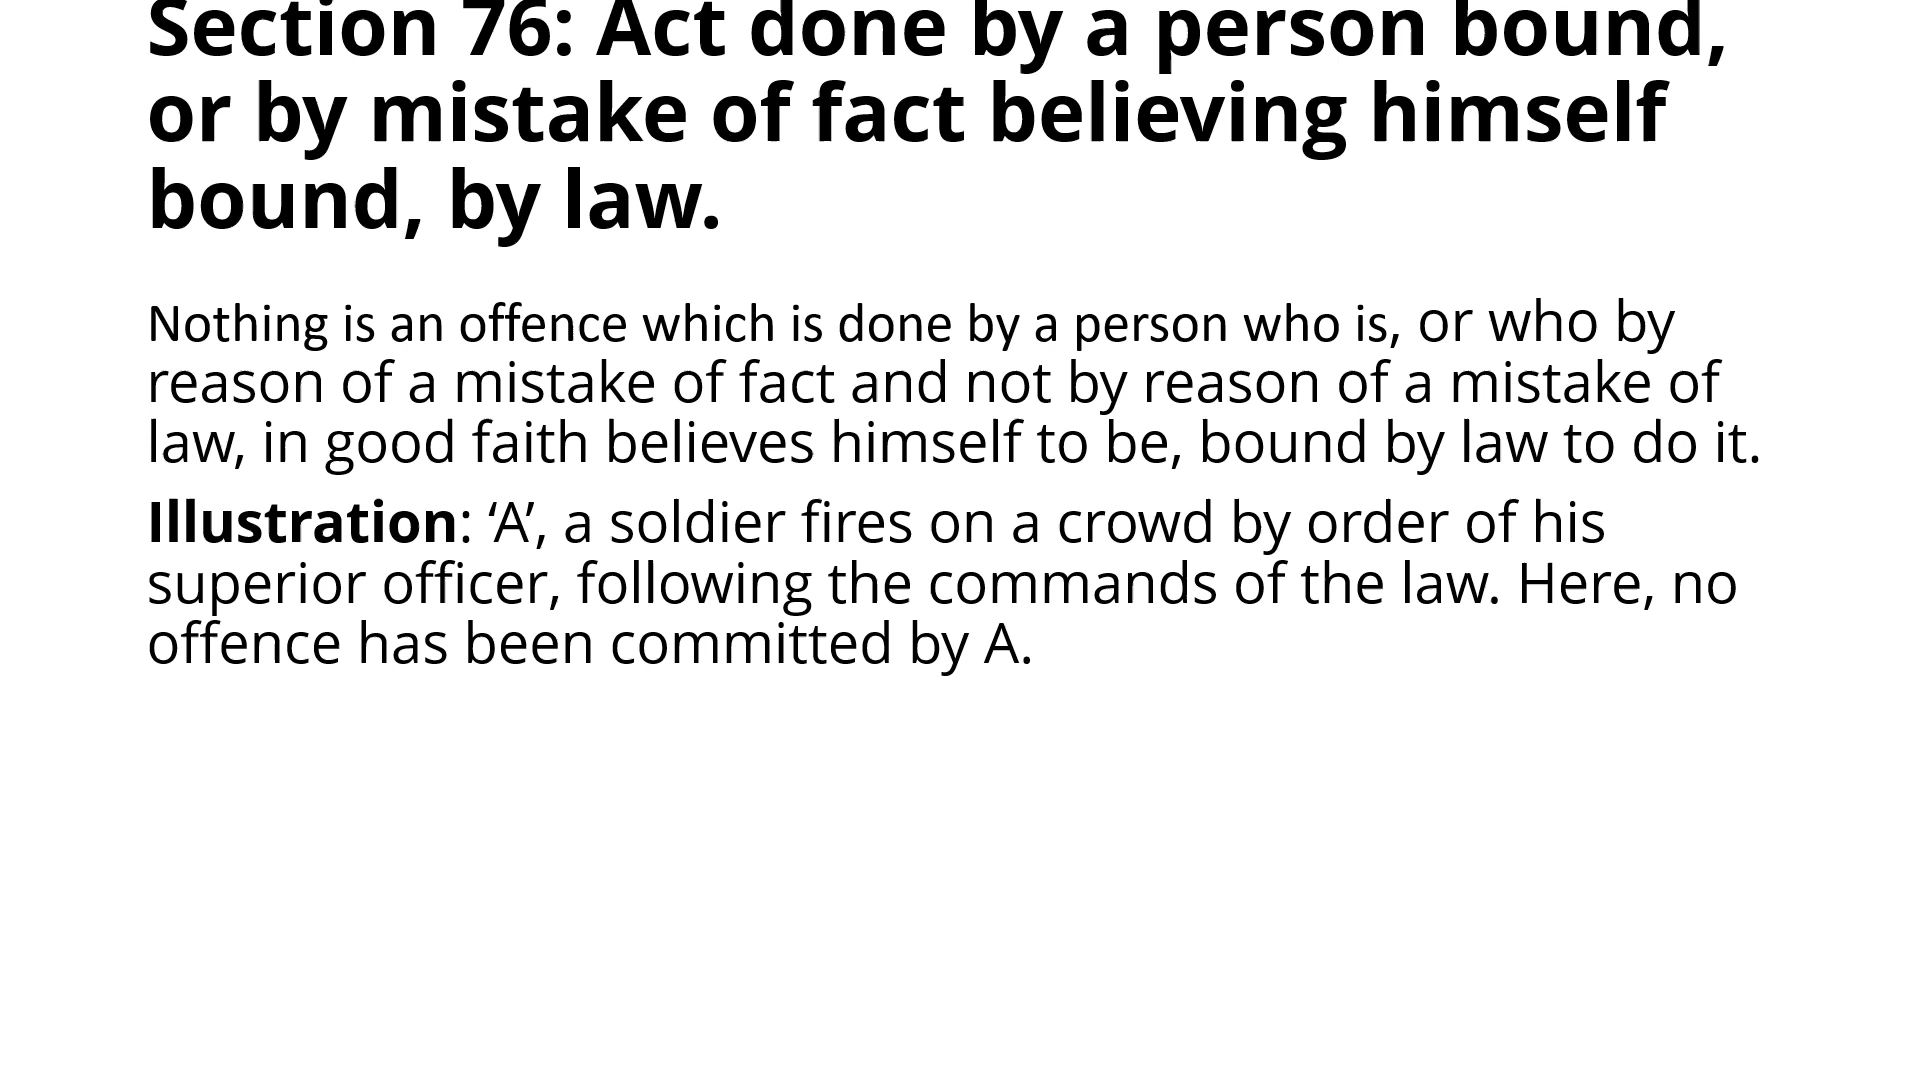 Section 76: Act done by a person bound,
or by mistake of fact believing himself
bound, by law.
Nothing is an offence which is done by a person who is, or who by
reason of a mistake of fact and not by reason of a mistake of
law, in good faith believes himself to be, bound by law to do it.
Illustration: ‘A’, a soldier fires on a crowd by order of his
superior officer, following the commands of the law. Here, no
offence has been committed by A.